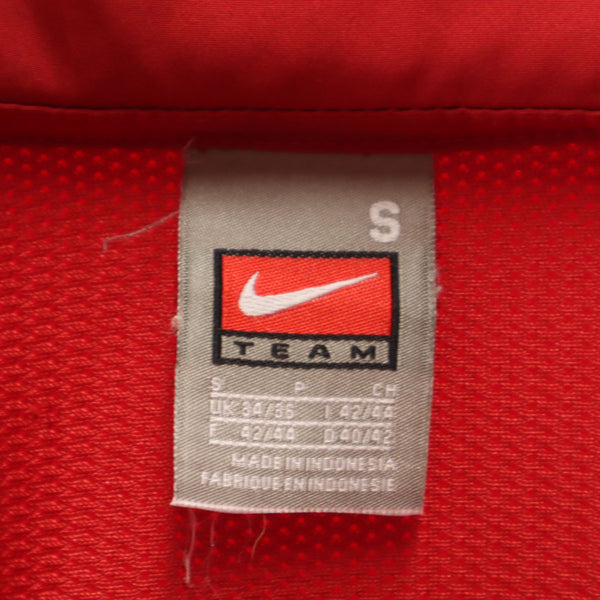 S
TEAM
S P CH
UK 34/36 I 42/44
F 42/44 D 40/42
MADE IN INDONESIA
FABRIQUE EN INDONESIE